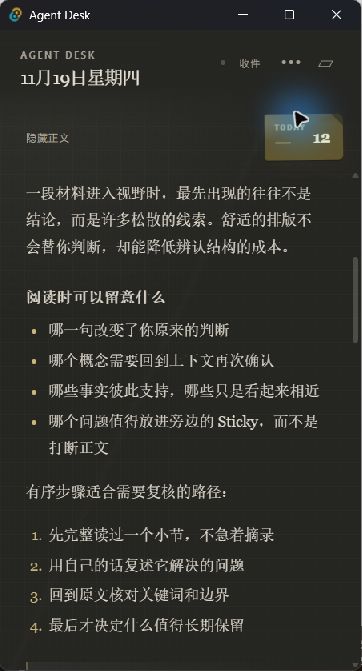 Agent Desk
AGENT DESK
11月19日星期四
收件
隐藏正文
TODAY
12
一段材料进入视野时，最先出现的往往不是
结论，而是许多松散的线索。舒适的排版不
会替你判断，却能降低辨认结构的成本。
阅读时可以留意什么
• 哪一句改变了你原来的判断
• 哪个概念需要回到上下文再次确认
• 哪些事实彼此支持，哪些只是看起来相近
• 哪个问题值得放进旁边的 Sticky，而不是
打断正文
有序步骤适合需要复核的路径：
1. 先完整读过一个小节，不急着摘录
2. 用自己的话复述它解决的问题
3. 回到原文核对关键词和边界
4. 最后才决定什么值得长期保留